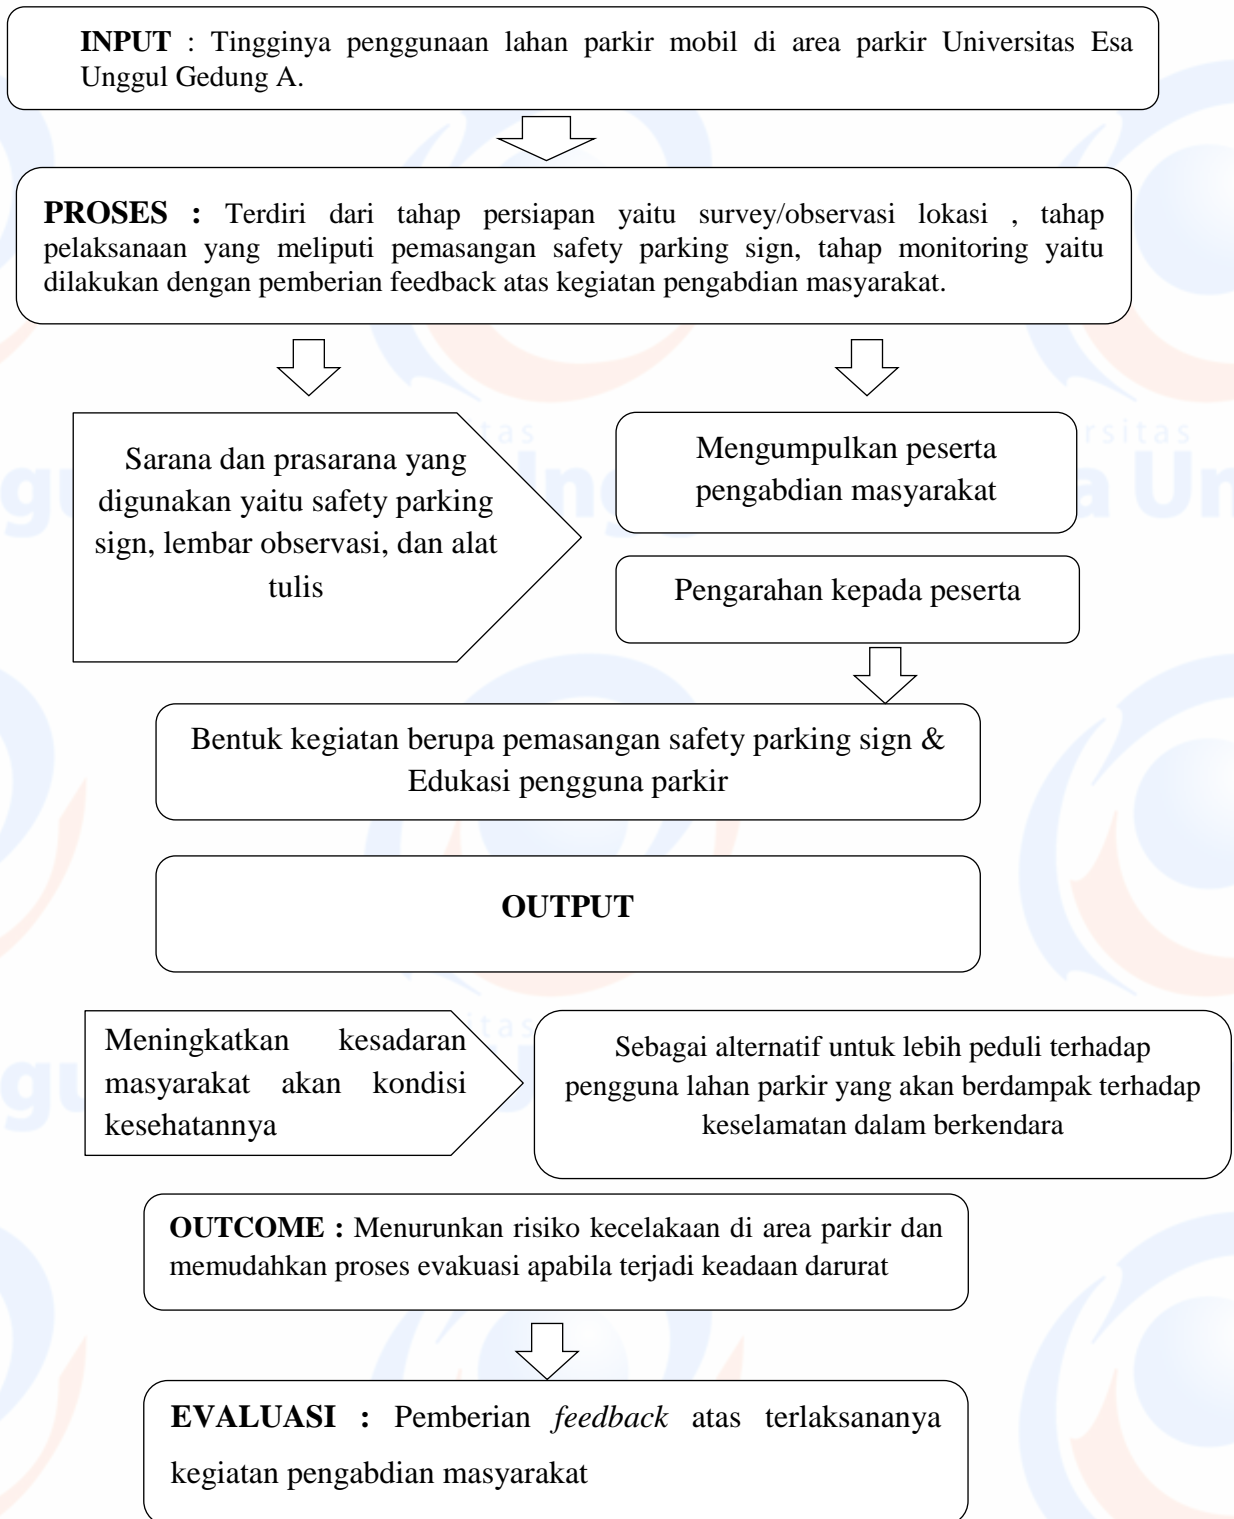 INPUT : Tingginya penggunaan lahan parkir mobil di area parkir Universitas Esa
Unggul Gedung A.
PROSES : Terdiri dari tahap persiapan yaitu survey/observasi lokasi , tahap
pelaksanaan yang meliputi pemasangan safety parking sign, tahap monitoring yaitu
dilakukan dengan pemberian feedback atas kegiatan pengabdian masyarakat.
Sarana dan prasarana yang
digunakan yaitu safety parking
sign, lembar observasi, dan alat
tulis
Mengumpulkan peserta
pengabdian masyarakat
Pengarahan kepada peserta
Bentuk kegiatan berupa pemasangan safety parking sign &
Edukasi pengguna parkir
OUTPUT
Meningkatkan kesadaran
masyarakat akan kondisi
kesehatannya
Sebagai alternatif untuk lebih peduli terhadap
pengguna lahan parkir yang akan berdampak terhadap
keselamatan dalam berkendara
OUTCOME : Menurunkan risiko kecelakaan di area parkir dan
memudahkan proses evakuasi apabila terjadi keadaan darurat
EVALUASI : Pemberian feedback atas terlaksananya
kegiatan pengabdian masyarakat